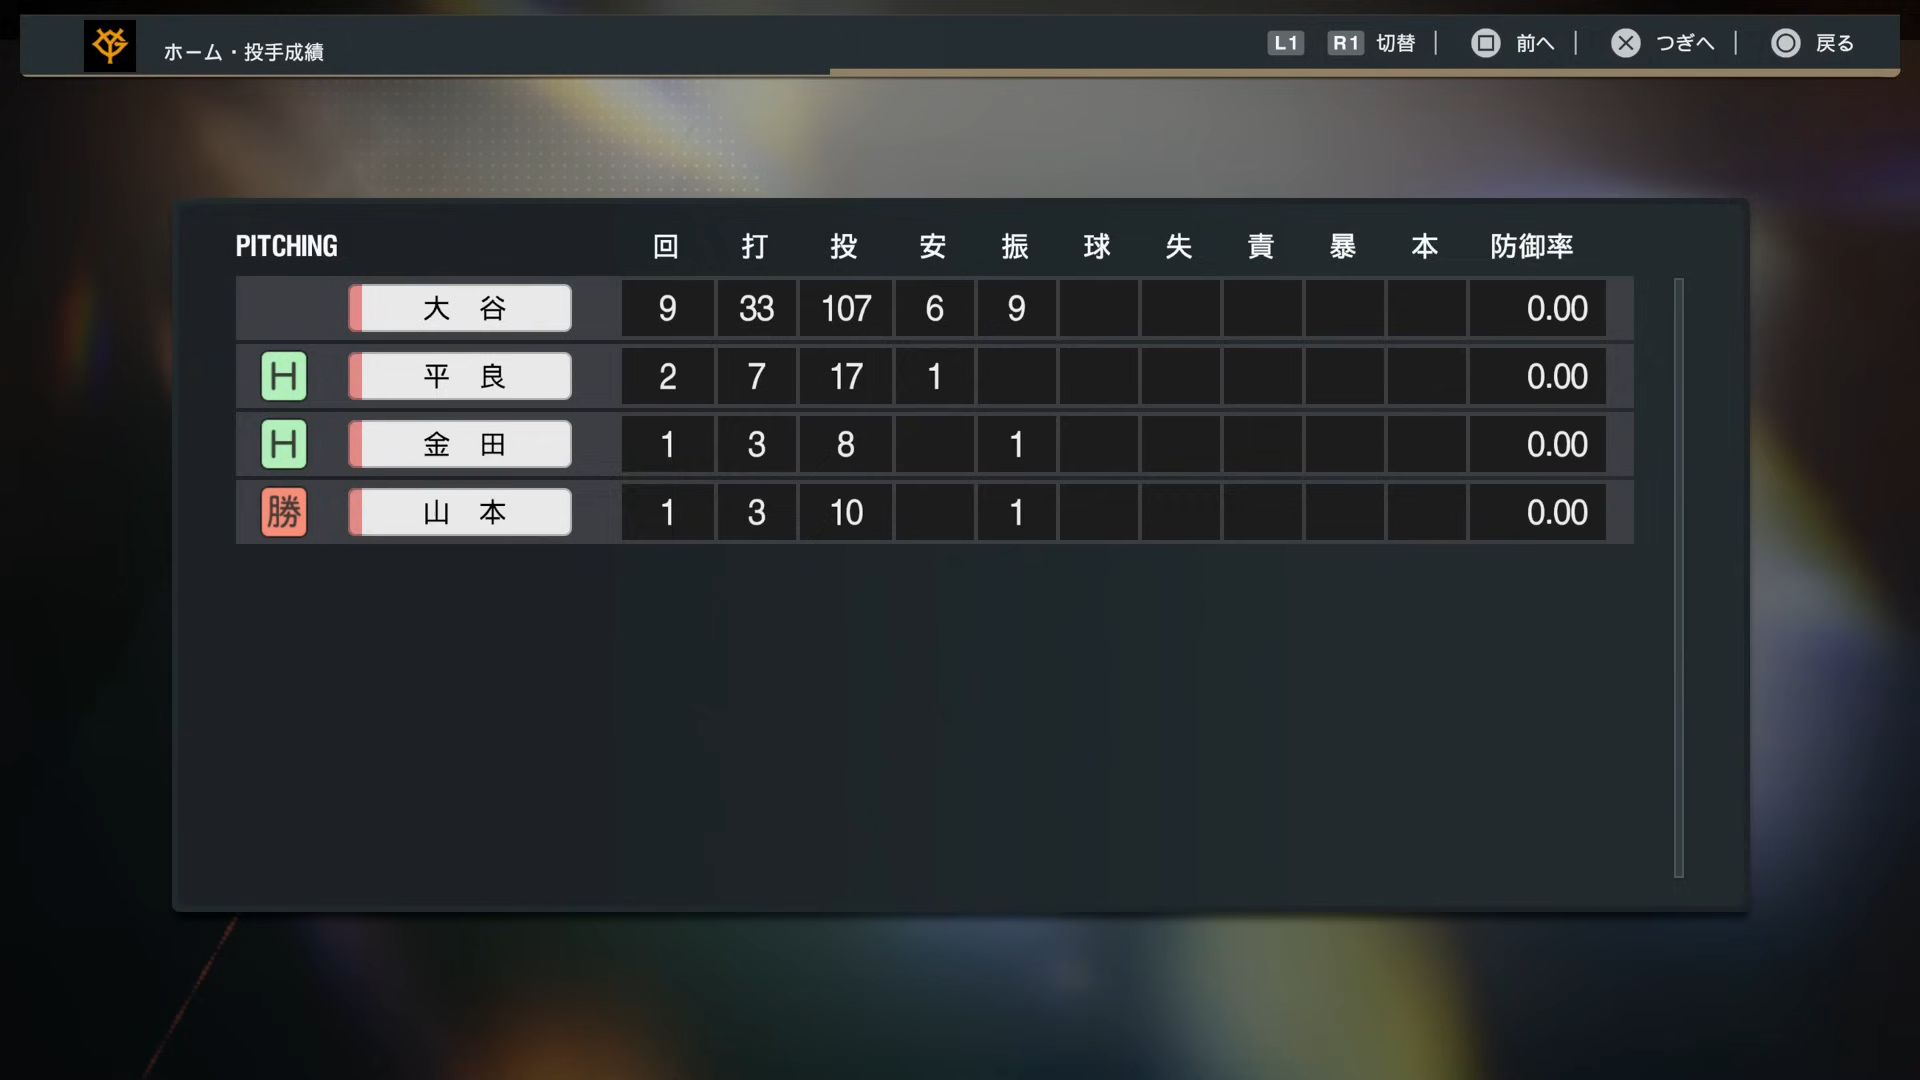 ホーム・投手成績
L1 R1 切替 前へ つぎへ 戻る
PITCHING 回 打 投 安 振 球 失 責 暴 本 防御率
大谷 9 33 107 6 9 0.00
H 平良 2 7 17 1 0.00
H 金田 1 3 8 1 0.00
勝 山本 1 3 10 1 0.00